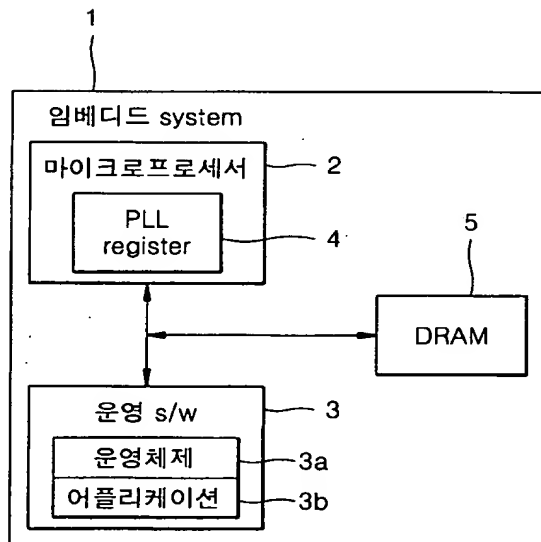 1
임베디드 system
마이크로프로세서
2
PLL
register
4
5
DRAM
운영 s/w
3
운영체제
3a
어플리케이션
3b